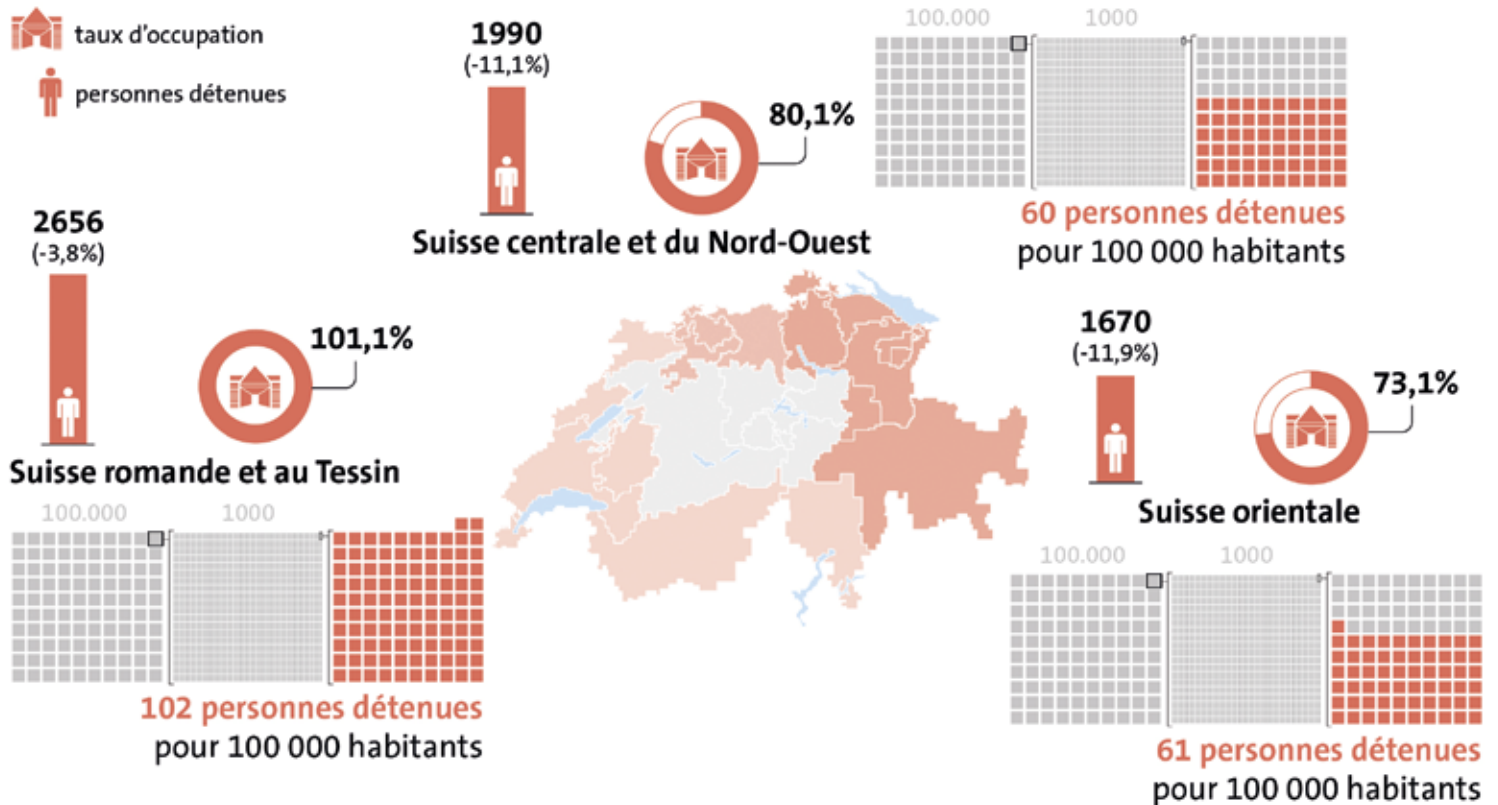 taux d'occupation
personnes détenues
1990
(-11,1%)
80,1%
Suisse centrale et du Nord-Ouest
100.000
1000
60 personnes détenues
pour 100 000 habitants
2656
(-3,8%)
101,1%
Suisse romande et au Tessin
100.000
1000
102 personnes détenues
pour 100 000 habitants
1670
(-11,9%)
73,1%
Suisse orientale
100.000
1000
61 personnes détenues
pour 100 000 habitants